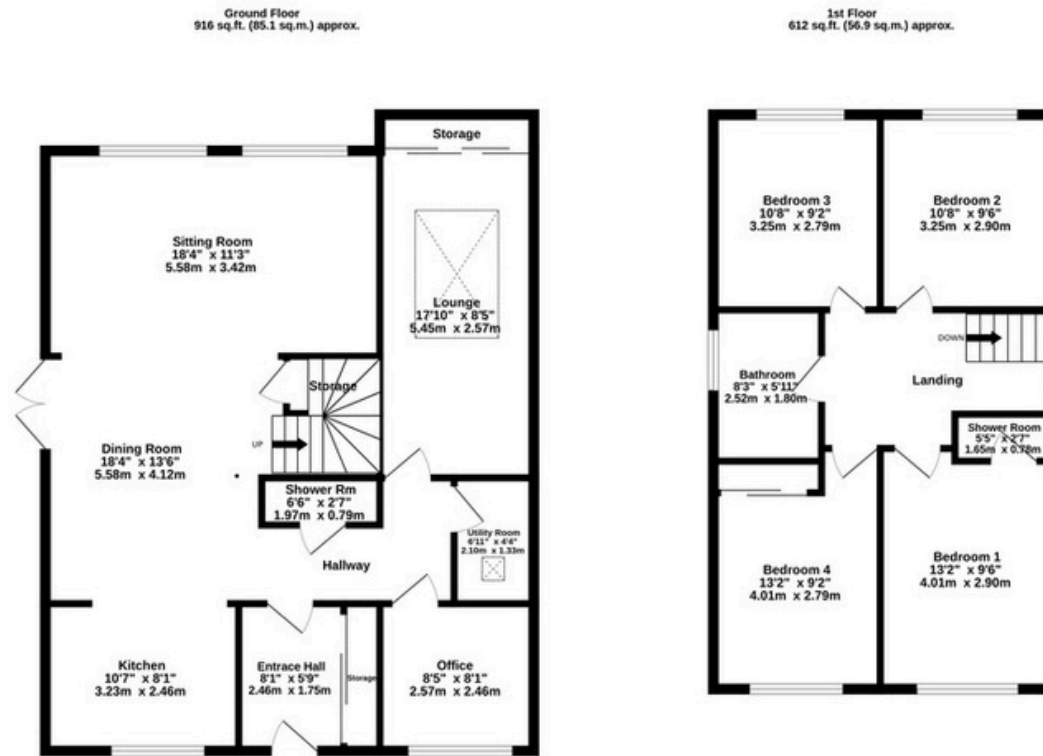 Ground Floor
916 sq.ft. (85.1 sq.m.) approx.
Storage
Sitting Room
18'4" x 11'3"
5.58m x 3.42m
Lounge
17'10" x 8'5"
5.45m x 2.57m
Storage
UP
Dining Room
18'4" x 13'6"
5.58m x 4.12m
Shower Rm
6'6" x 2'7"
1.97m x 0.79m
Utility Room
6'11" x 4'4"
2.10m x 1.33m
Hallway
Kitchen
10'7" x 8'1"
3.23m x 2.46m
Entrace Hall
8'1" x 5'9"
2.46m x 1.75m
Storage
Office
8'5" x 8'1"
2.57m x 2.46m
1st Floor
612 sq.ft. (56.9 sq.m.) approx.
Bedroom 3
10'8" x 9'2"
3.25m x 2.79m
Bedroom 2
10'8" x 9'6"
3.25m x 2.90m
DOWN
Bathroom
8'3" x 5'11"
2.52m x 1.80m
Landing
Shower Room
5'5" x 2'7"
1.65m x 0.78m
Bedroom 4
13'2" x 9'2"
4.01m x 2.79m
Bedroom 1
13'2" x 9'6"
4.01m x 2.90m